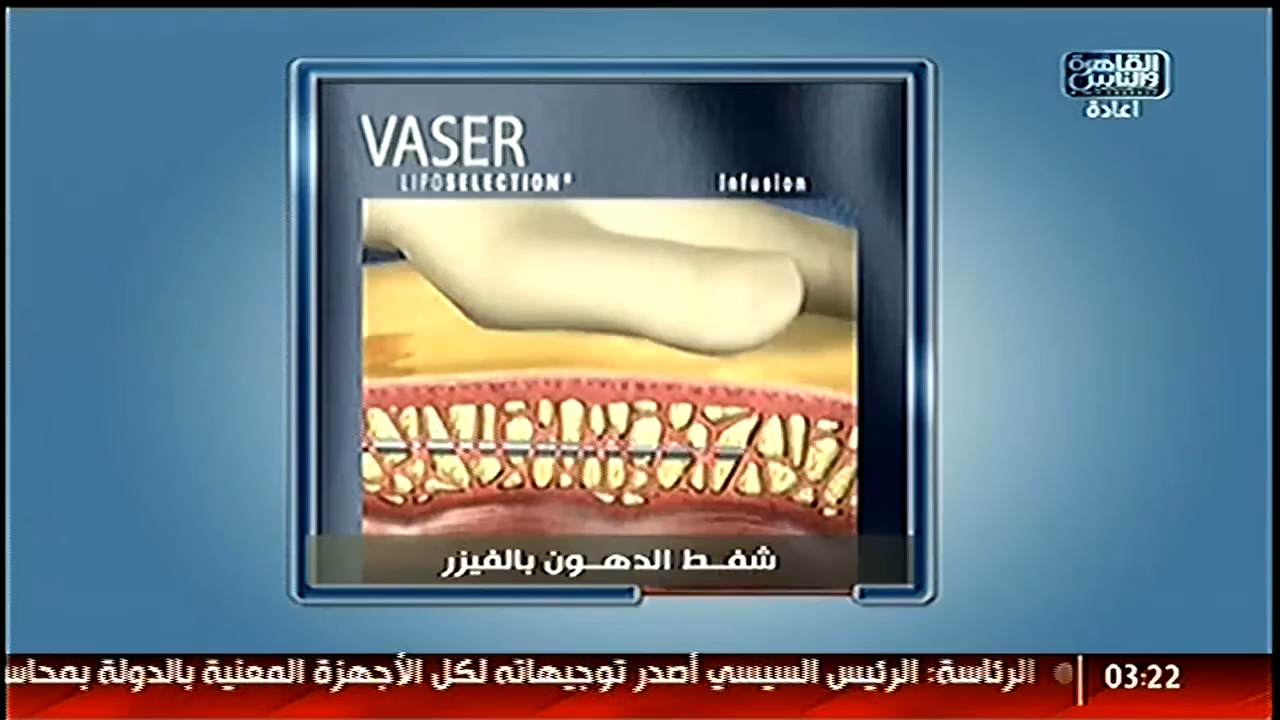 القاهرة
والناس
اعادة
VASER
LIPOSELECTION®
Infusion
شفط الدهون بالفيزر
الرئاسة: الرئيس السيسي أصدر توجيهاته لكل الأجهزة المعنية بالدولة
03:22